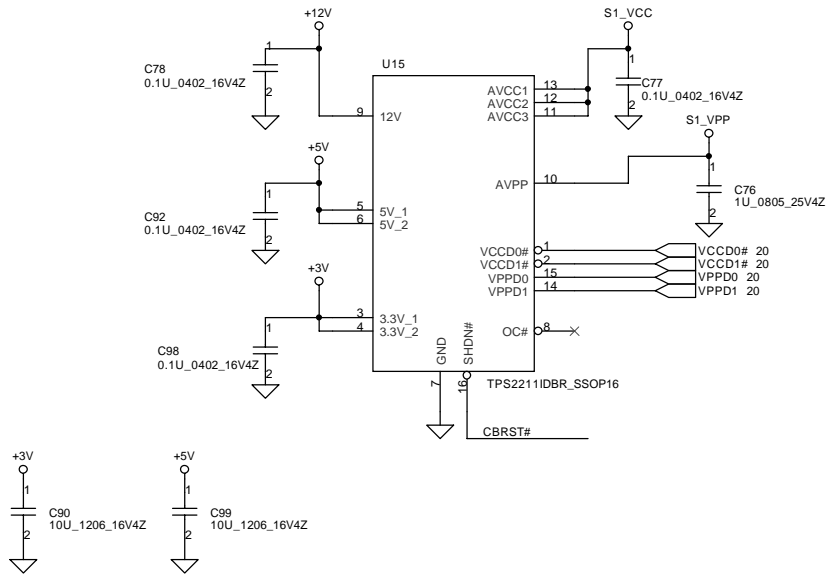 +12V
S1_VCC
1
C78
0.1U_0402_16V4Z
2
U15
1
C77
0.1U_0402_16V4Z
2
AVCC1 13
AVCC2 12
AVCC3 11
9 12V
S1_VPP
+5V
1
C92
0.1U_0402_16V4Z
2
5 5V_1
6 5V_2
AVPP 10
1
C76
1U_0805_25V4Z
2
VCCD0# 1 VCCD0# 20
VCCD1# 2 VCCD1# 20
VPPD0 15 VPPD0 20
VPPD1 14 VPPD1 20
+3V
1
C98
0.1U_0402_16V4Z
2
3 3.3V_1
4 3.3V_2
OC# 8
GND
SHDN#
7
16
TPS2211IDBR_SSOP16
CBRST#
+3V
1
C90
10U_1206_16V4Z
2
+5V
1
C99
10U_1206_16V4Z
2